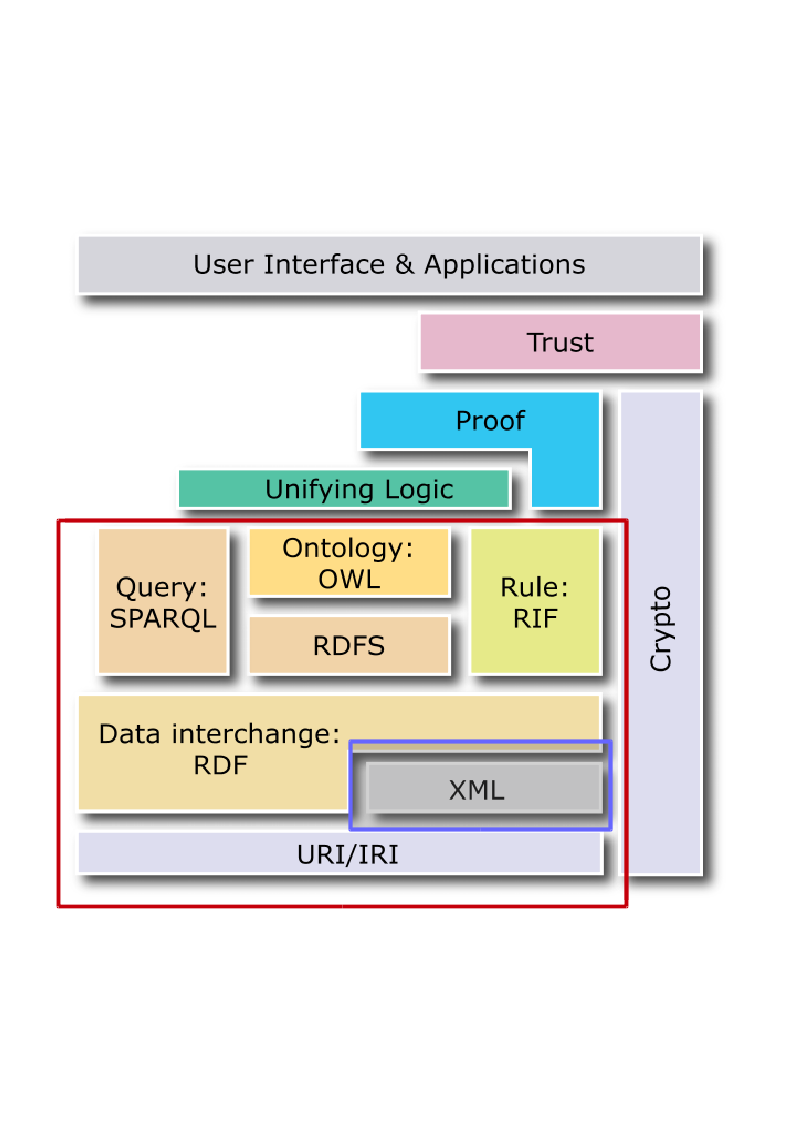 User Interface & Applications
Trust
Proof
Unifying Logic
Query:
SPARQL
Ontology:
OWL
RDFS
Rule:
RIF
Crypto
Data interchange:
RDF
XML
URI/IRI